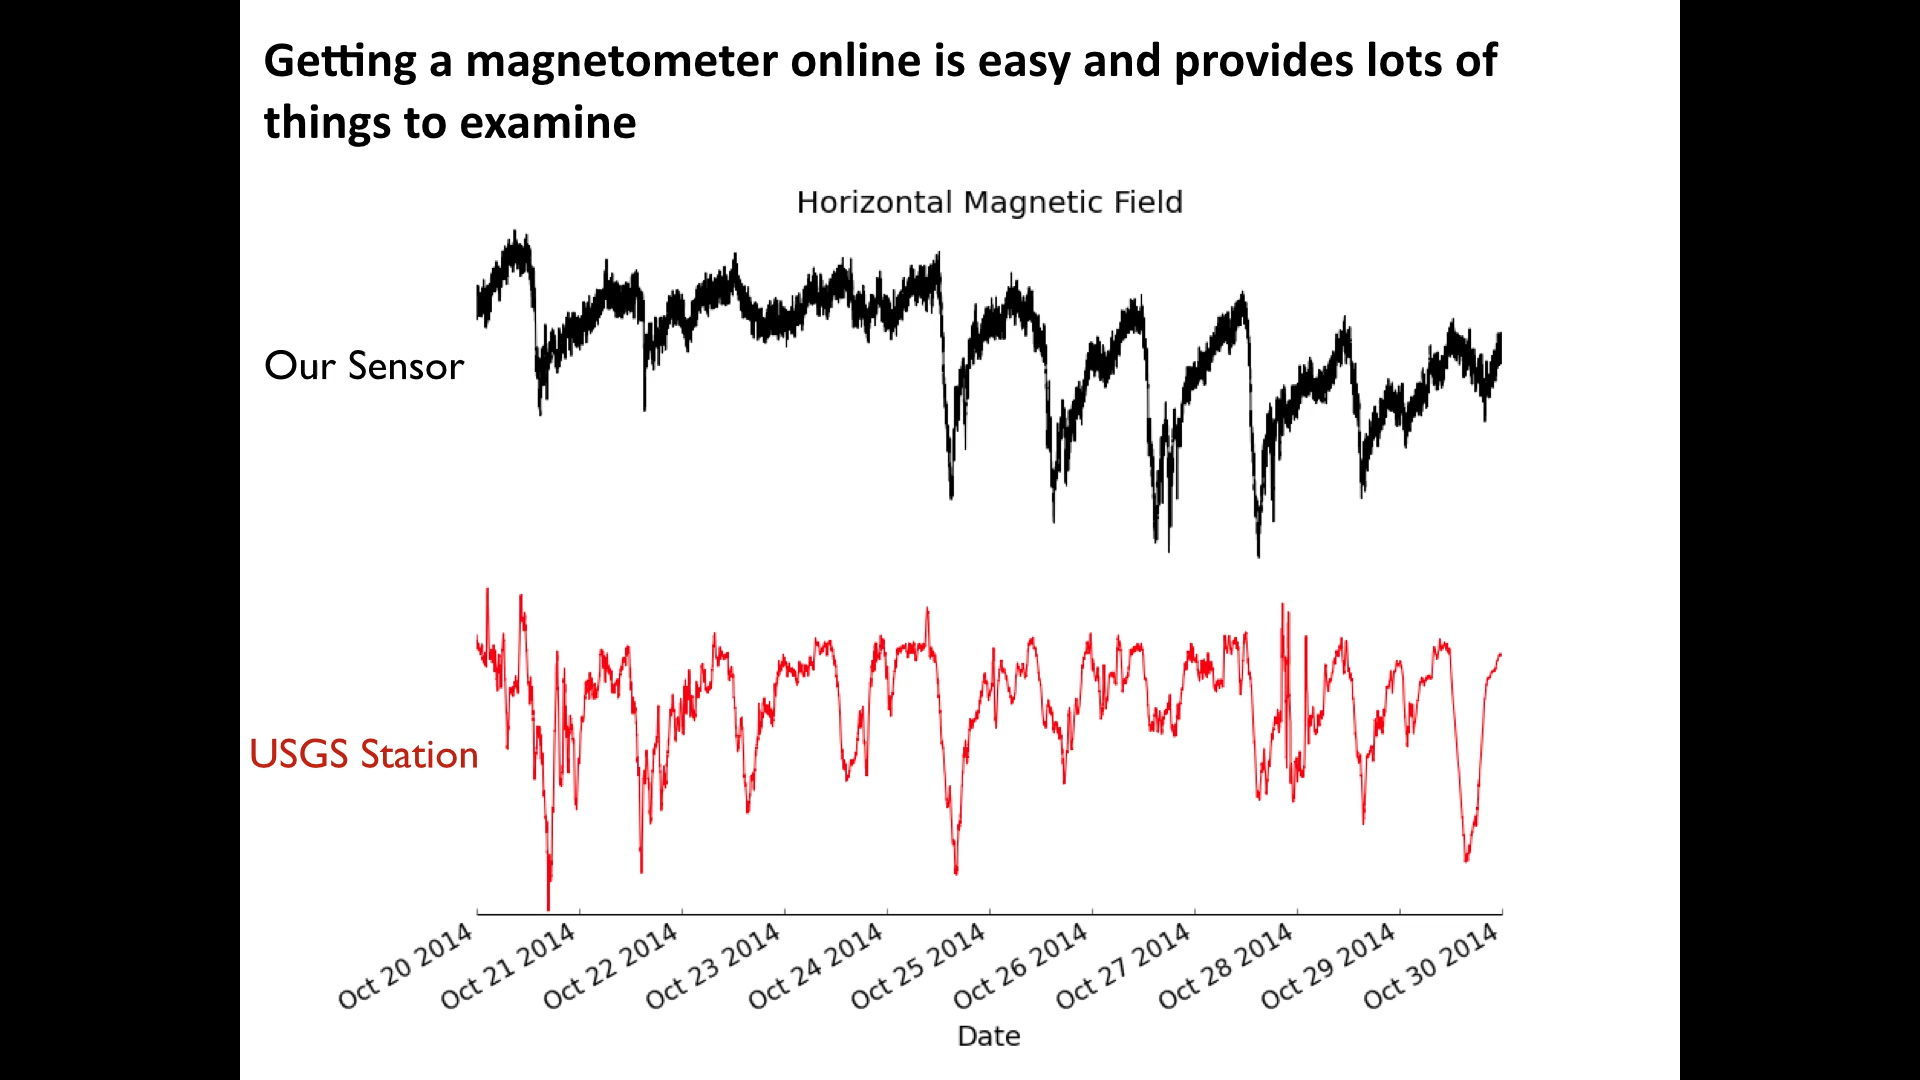 Getting a magnetometer online is easy and provides lots of
things to examine
Horizontal Magnetic Field
Our Sensor
USGS Station
Oct 20 2014
Oct 21 2014
Oct 22 2014
Oct 23 2014
Oct 24 2014
Oct 25 2014
Oct 26 2014
Oct 27 2014
Oct 28 2014
Oct 29 2014
Oct 30 2014
Date